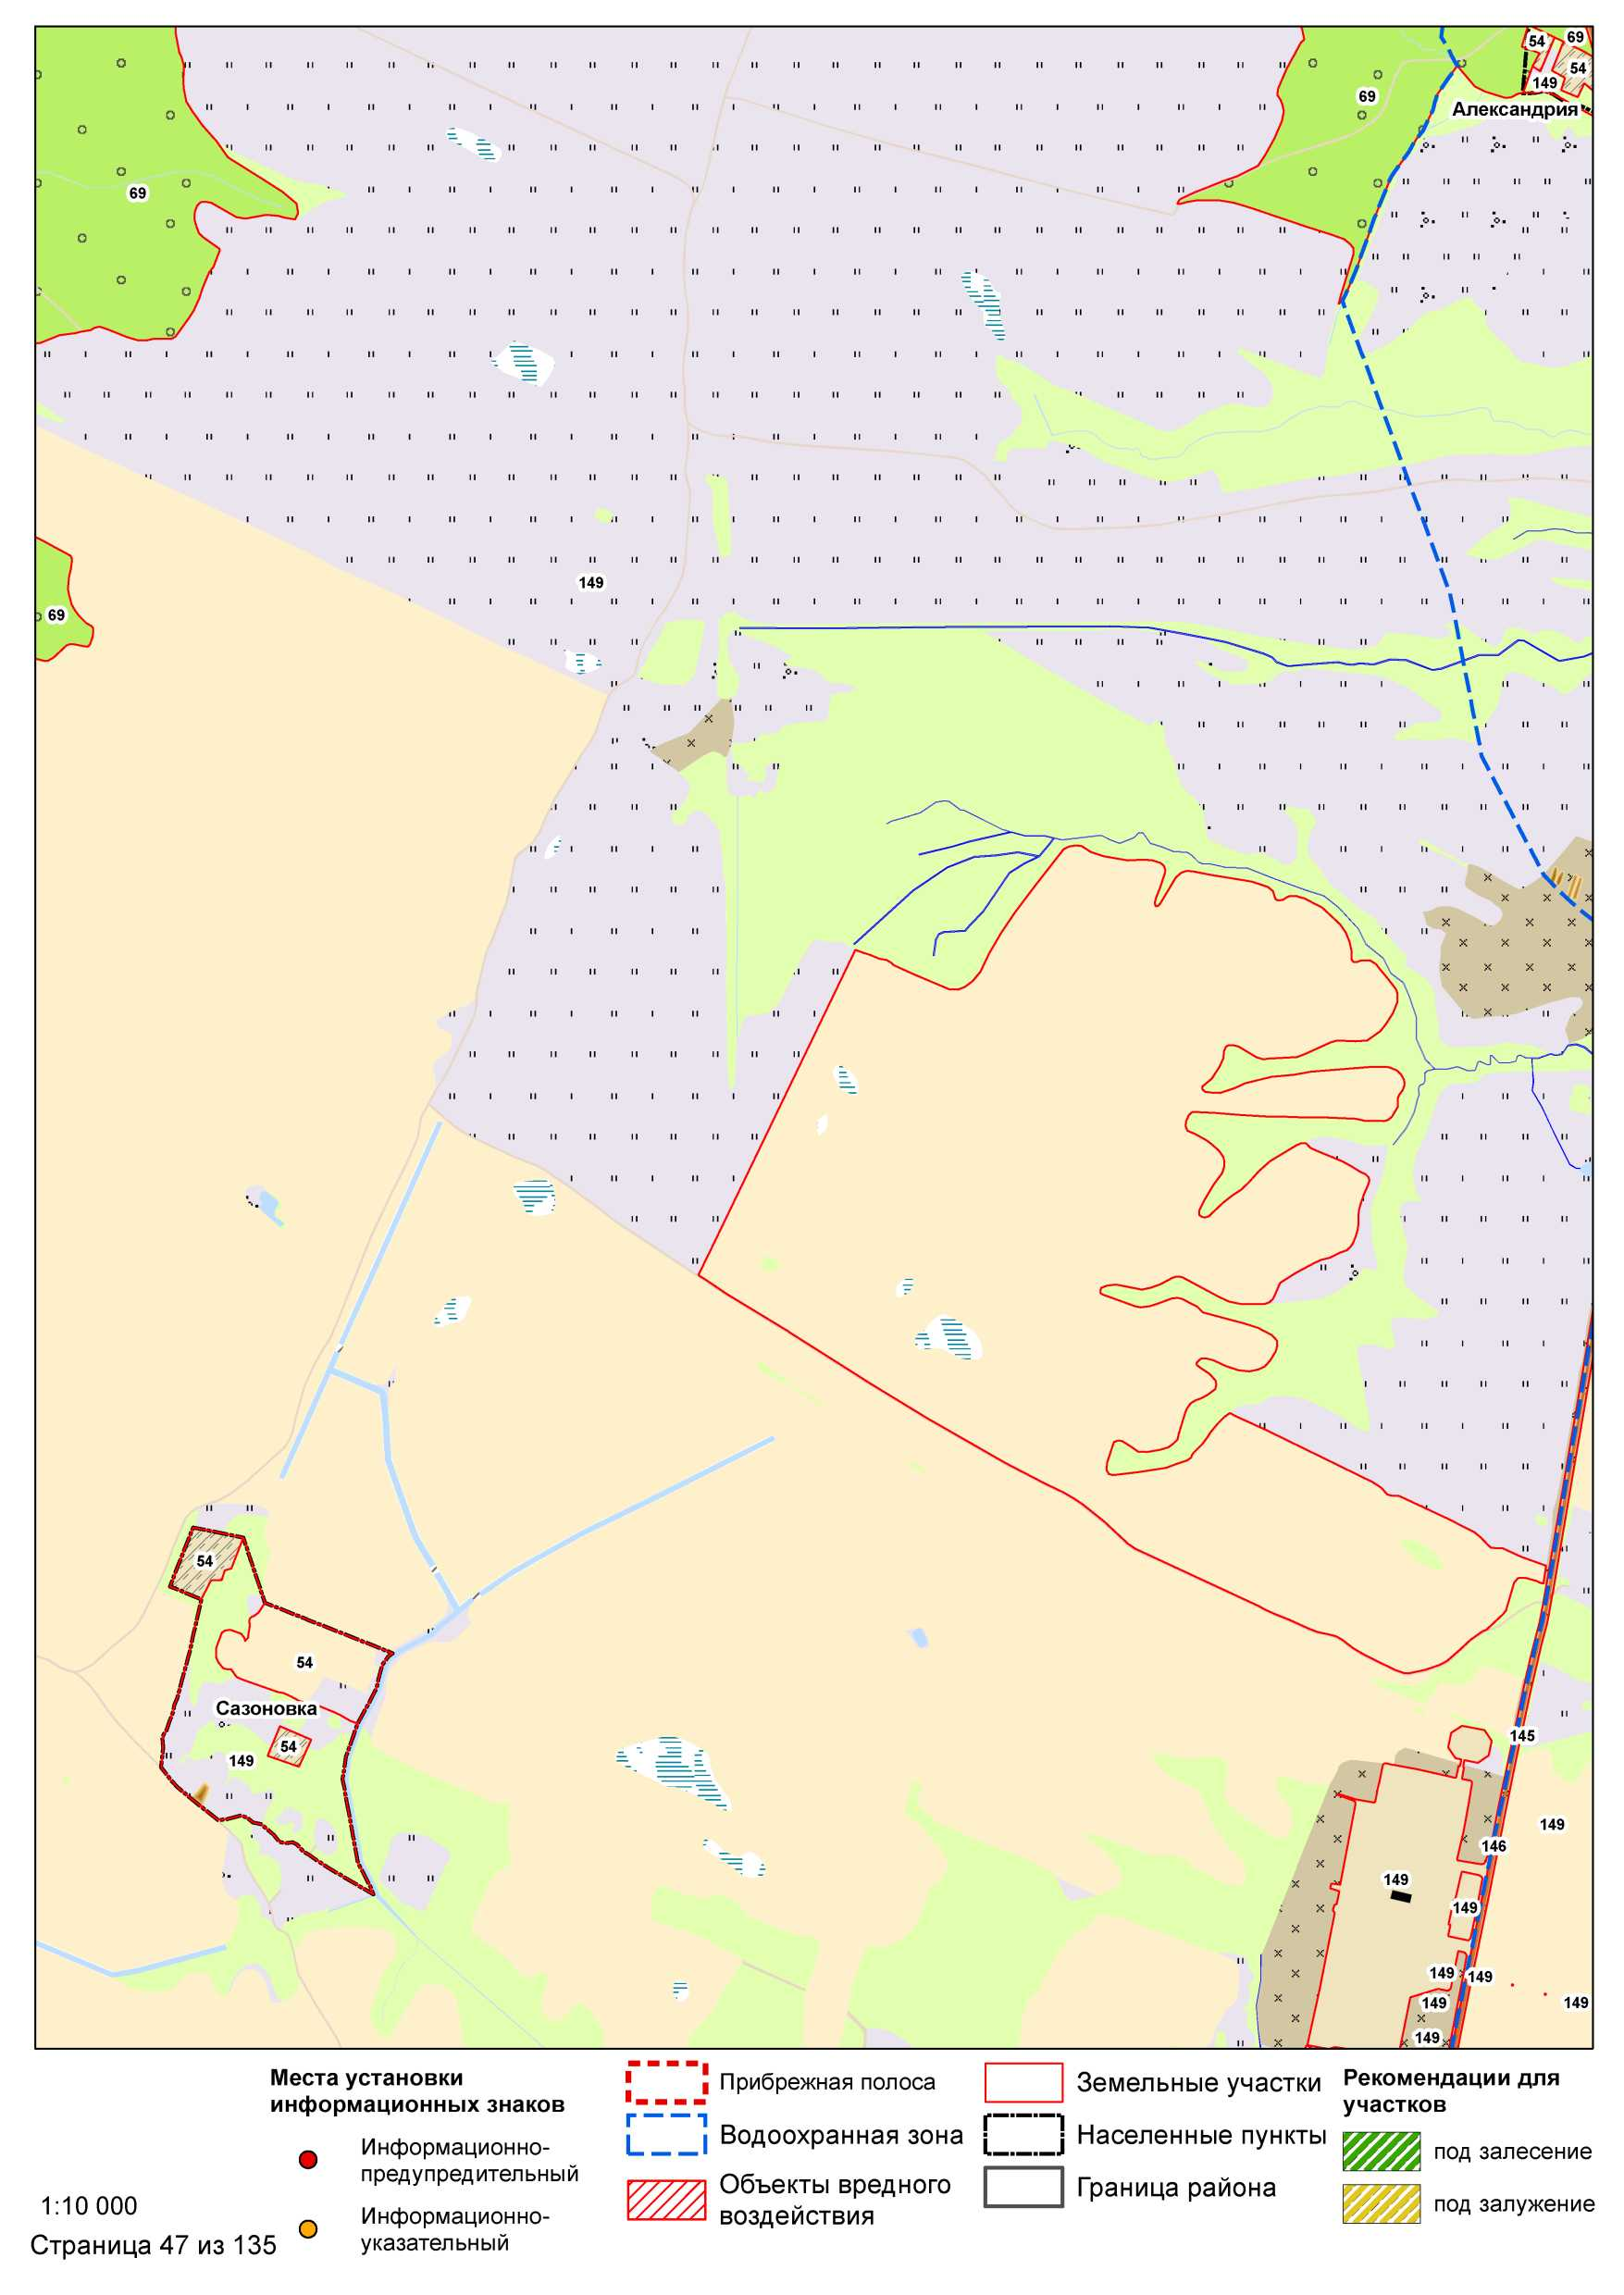 54
69
54
149
69
Александрия
69
149
69
54
54
Сазоновка
54
149
145
149
146
149
149
149
149
149
149
149
Места установки
информационных знаков
Информационно-
предупредительный
Информационно-
указательный
1:10 000
Страница 47 из 135
Прибрежная полоса
Водоохранная зона
Объекты вредного
воздействия
Земельные участки
Населенные пункты
Граница района
Рекомендации для
участков
под залесение
под залужение